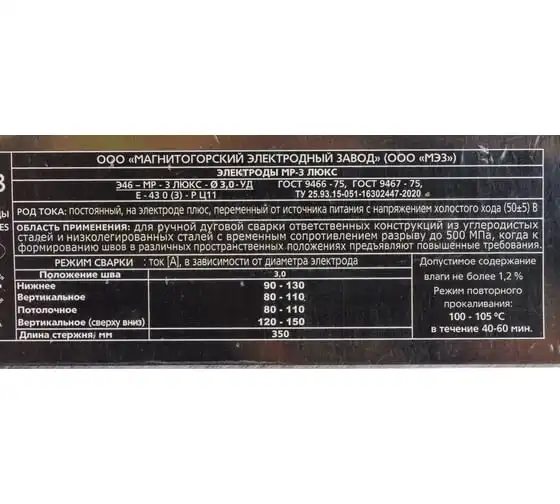 ООО «МАГНИТОГОРСКИЙ ЭЛЕКТРОДНЫЙ ЗАВОД» (ООО «МЭЗ»)
ЭЛЕКТРОДЫ МР-3 ЛЮКС
Э46 – МР - 3 ЛЮКС - Ø 3,0 - УД ГОСТ 9466 - 75, ГОСТ 9467 - 75,
Е - 43 0 (3) - Р Ц11 ТУ 25.93.15-051-16302447-2020
РОД ТОКА: постоянный, на электроде плюс, переменный от источника питания с напряжением холостого хода (50±5) В
ОБЛАСТЬ ПРИМЕНЕНИЯ: для ручной дуговой сварки ответственных конструкций из углеродистых
сталей и низколегированных сталей с временным сопротивлением разрыву до 500 МПа, когда к
формированию швов в различных пространственных положениях предъявляют повышенные требования.
РЕЖИМ СВАРКИ : ток [А], в зависимости от диаметра электрода
Положение шва 3,0
Нижнее 90 - 130
Вертикальное 80 - 110
Потолочное 80 - 110
Вертикальное (сверху вниз) 120 - 150
Длина стержня, мм 350
Допустимое содержание
влаги не более 1,2 %
Режим повторного
прокаливания:
100 - 105 °С
в течение 40-60 мин.
З
ДЫ
ES